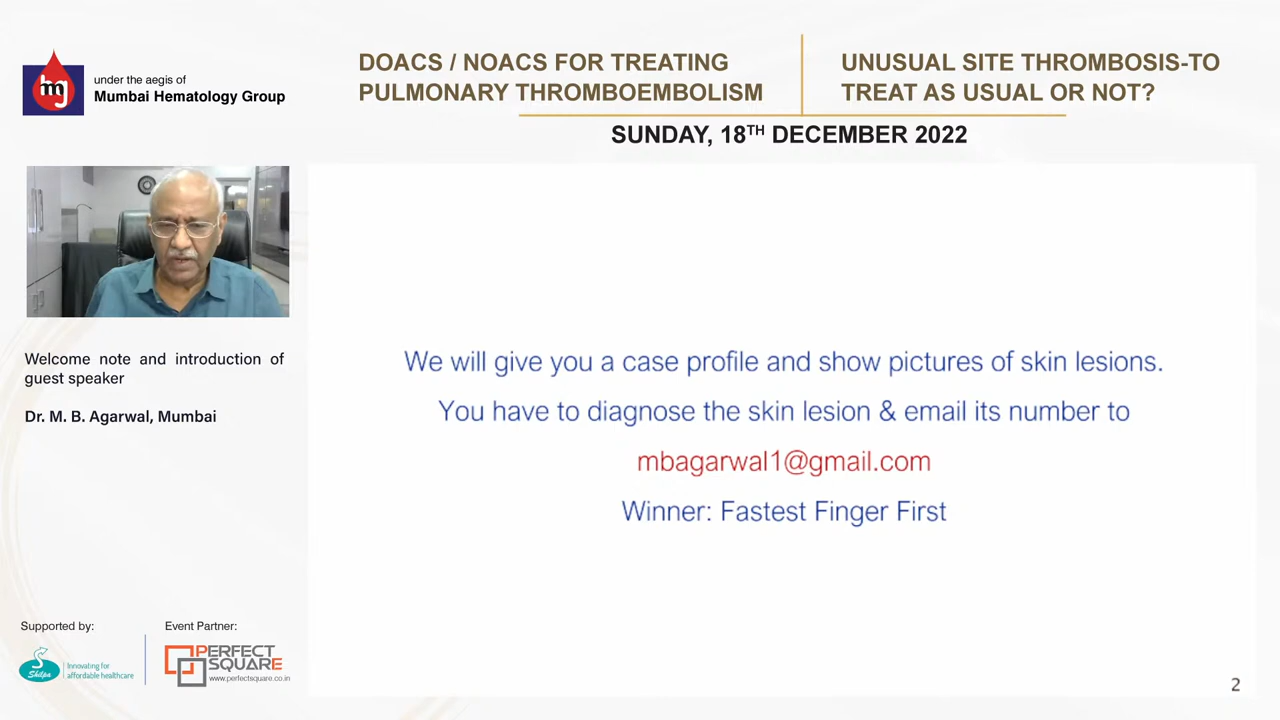 mg
under the aegis of
Mumbai Hematology Group
DOACS / NOACS FOR TREATING
PULMONARY THROMBOEMBOLISM
UNUSUAL SITE THROMBOSIS-TO
TREAT AS USUAL OR NOT?
SUNDAY, 18TH DECEMBER 2022
Welcome note and introduction of
guest speaker
Dr. M. B. Agarwal, Mumbai
We will give you a case profile and show pictures of skin lesions.
You have to diagnose the skin lesion & email its number to
mbagarwal1@gmail.com
Winner: Fastest Finger First
Supported by:
Shilpa
Innovating for
affordable healthcare
Event Partner:
PERFECT
SQUARE
www.perfectsquare.co.in
2